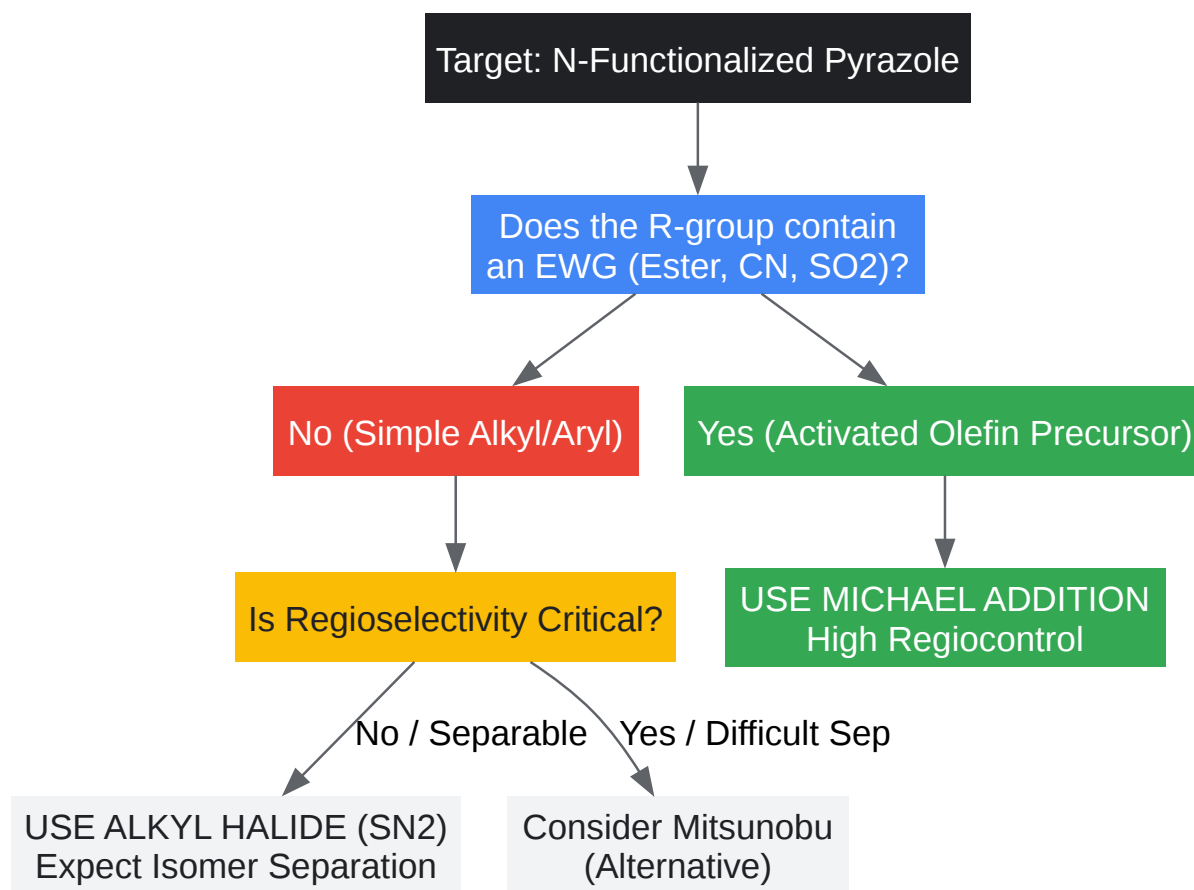 Target: N-Functionalized Pyrazole
Does the R-group contain
an EWG (Ester, CN, SO2)?
No (Simple Alkyl/Aryl)
Yes (Activated Olefin Precursor)
Is Regioselectivity Critical?
USE MICHAEL ADDITION
High Regiocontrol
No / Separable
Yes / Difficult Sep
USE ALKYL HALIDE (SN2)
Expect Isomer Separation
Consider Mitsunobu
(Alternative)